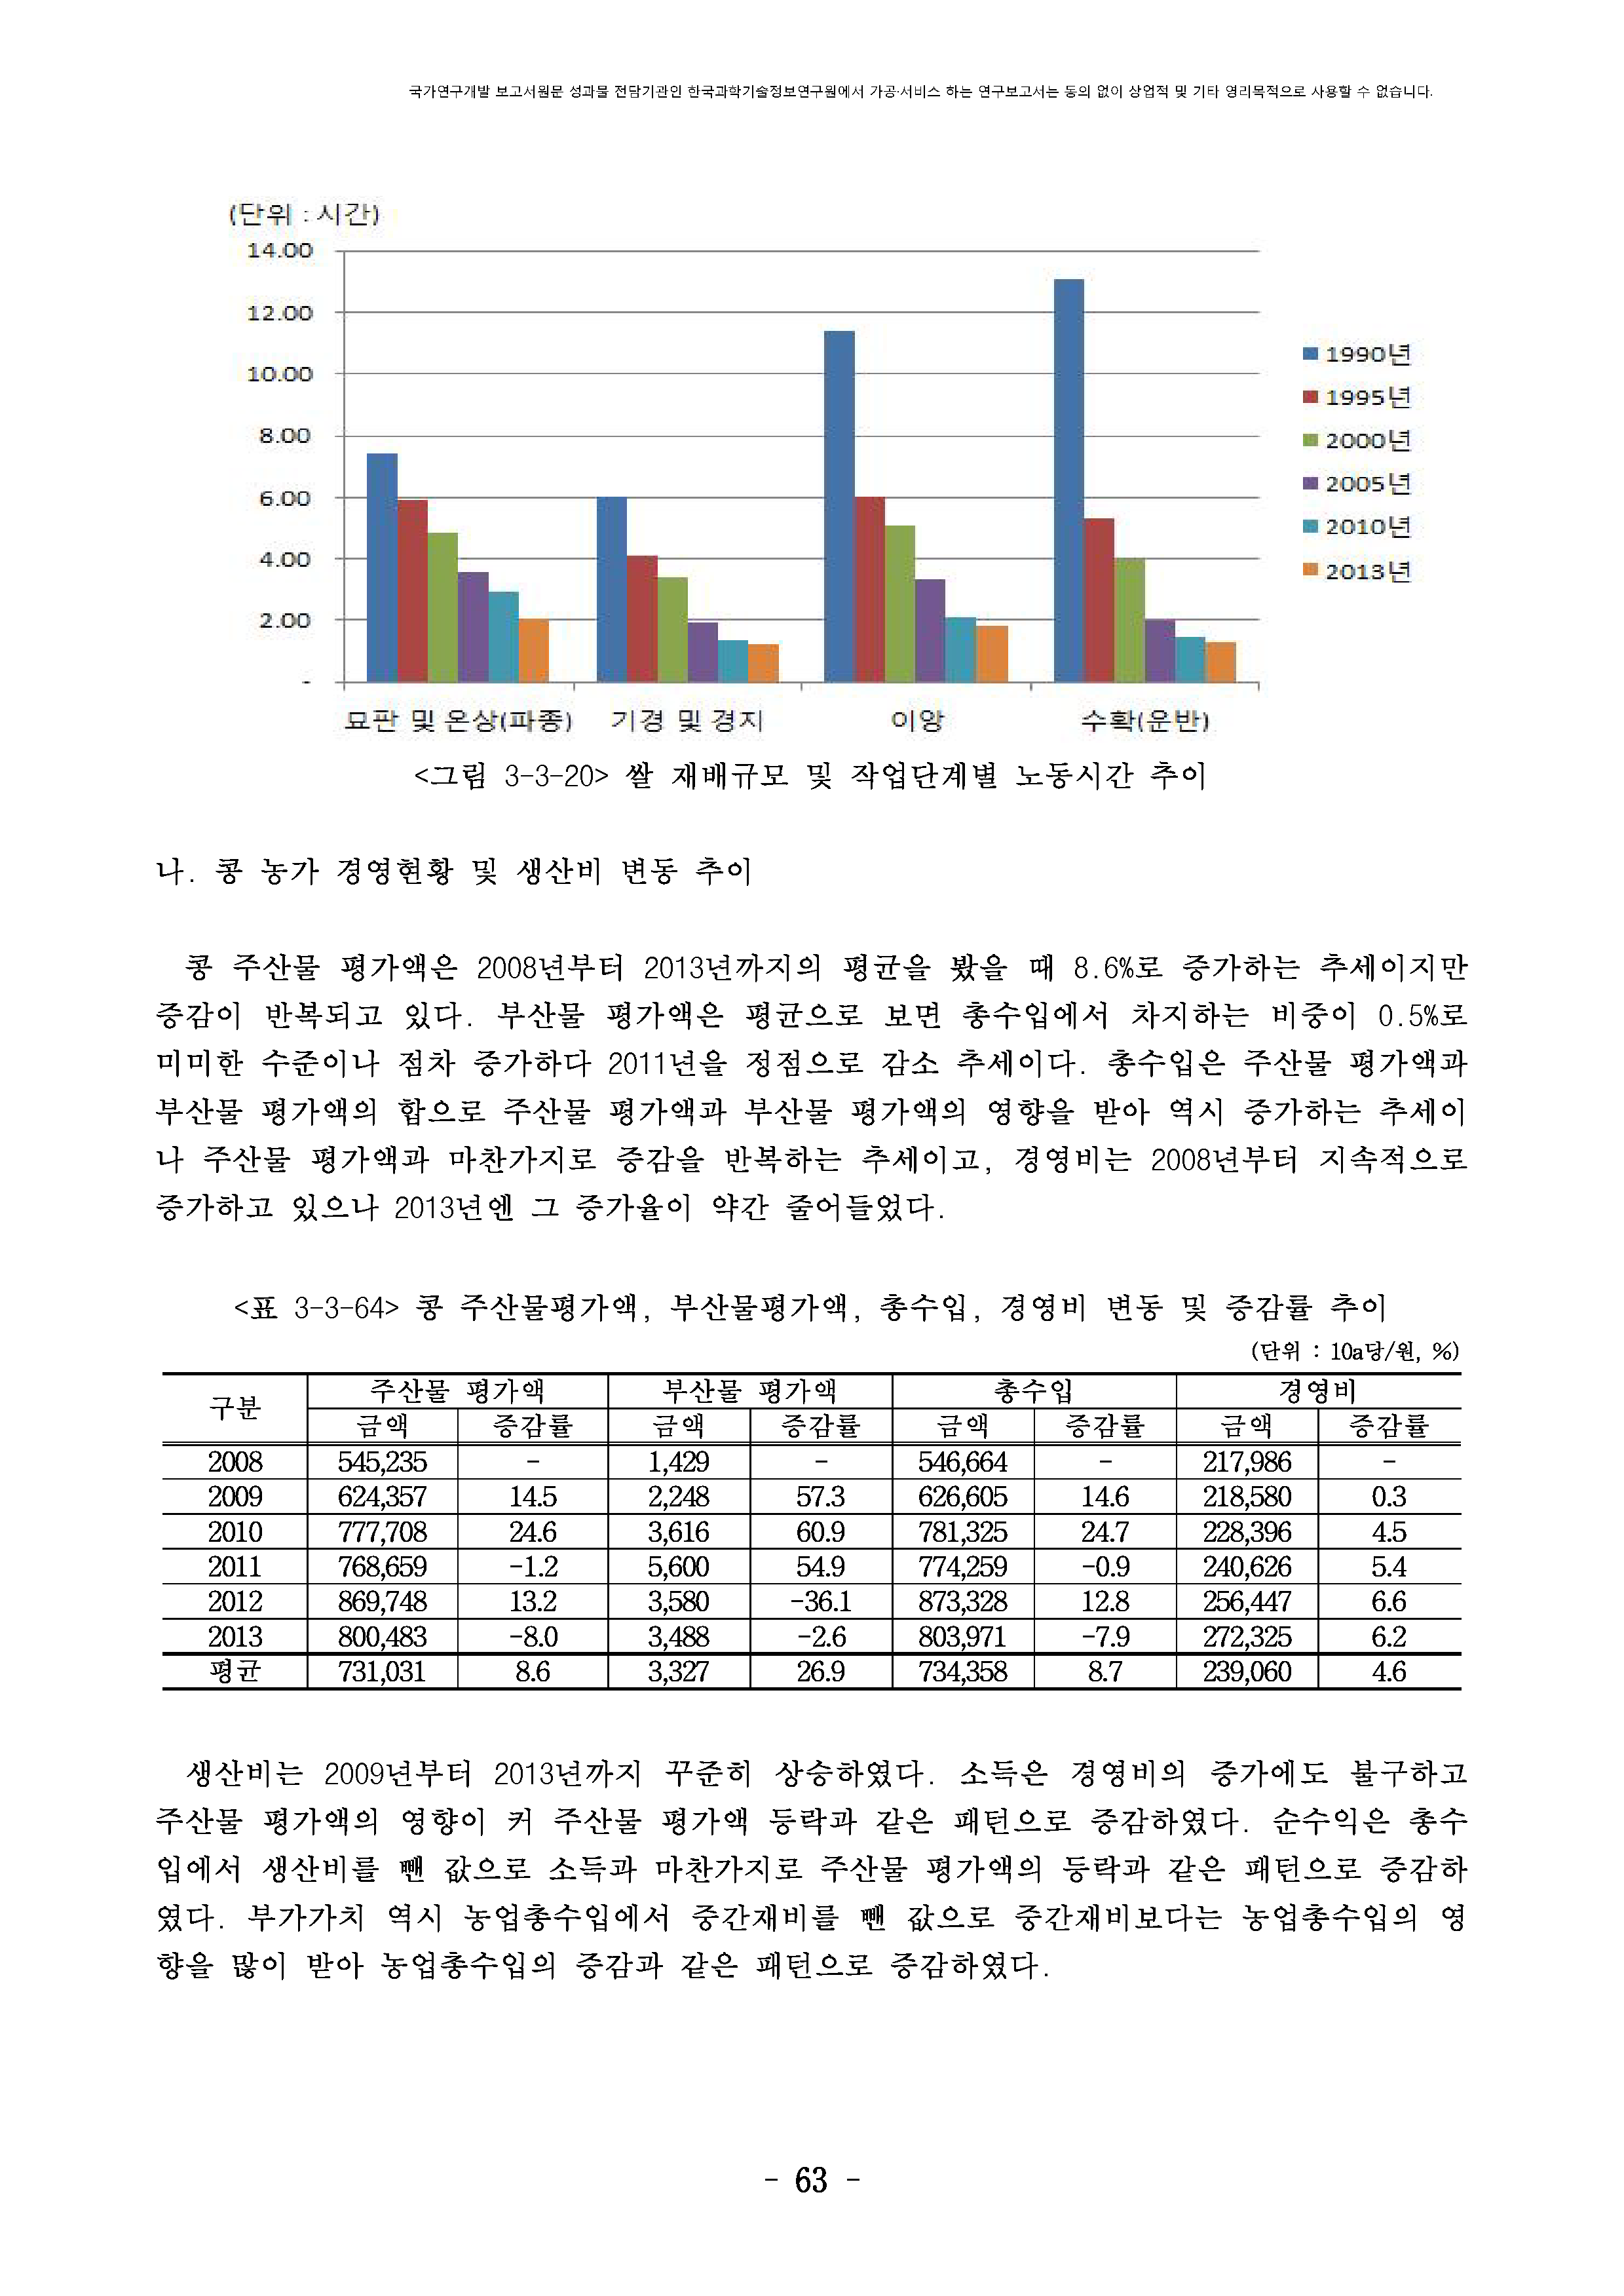 국가연구개발 보고서원문 성과물 전담기관인 한국과학기술정보연구원에서 가공·서비스 하는 연구보고서는 동의 없이 상업적 및 기타 영리목적으로 사용할 수 없습니다.
(단위 : 시간)
14.00
12.00
10.00
8.00
6.00
4.00
2.00
-
1990년
1995년
2000년
2005년
2010년
2013년
묘판 및 온상(파종) 기경 및 경지 이앙 수확(운반)
<그림 3-3-20> 쌀 재배규모 및 작업단계별 노동시간 추이
나. 콩 농가 경영현황 및 생산비 변동 추이
콩 주산물 평가액은 2008년부터 2013년까지의 평균을 봤을 때 8.6%로 증가하는 추세이지만
증감이 반복되고 있다. 부산물 평가액은 평균으로 보면 총수입에서 차지하는 비중이 0.5%로
미미한 수준이나 점차 증가하다 2011년을 정점으로 감소 추세이다. 총수입은 주산물 평가액과
부산물 평가액의 합으로 주산물 평가액과 부산물 평가액의 영향을 받아 역시 증가하는 추세이
나 주산물 평가액과 마찬가지로 증감을 반복하는 추세이고, 경영비는 2008년부터 지속적으로
증가하고 있으나 2013년엔 그 증가율이 약간 줄어들었다.
<표 3-3-64> 콩 주산물평가액, 부산물평가액, 총수입, 경영비 변동 및 증감률 추이
(단위 : 10a당/원, %)
구분 주산물 평가액 부산물 평가액 총수입 경영비
금액 증감률 금액 증감률 금액 증감률 금액 증감률
2008 545,235 - 1,429 - 546,664 - 217,986 -
2009 624,357 14.5 2,248 57.3 626,605 14.6 218,580 0.3
2010 777,708 24.6 3,616 60.9 781,325 24.7 228,396 4.5
2011 768,659 -1.2 5,600 54.9 774,259 -0.9 240,626 5.4
2012 869,748 13.2 3,580 -36.1 873,328 12.8 256,447 6.6
2013 800,483 -8.0 3,488 -2.6 803,971 -7.9 272,325 6.2
평균 731,031 8.6 3,327 26.9 734,358 8.7 239,060 4.6
생산비는 2009년부터 2013년까지 꾸준히 상승하였다. 소득은 경영비의 증가에도 불구하고
주산물 평가액의 영향이 커 주산물 평가액 등락과 같은 패턴으로 증감하였다. 순수익은 총수
입에서 생산비를 뺀 값으로 소득과 마찬가지로 주산물 평가액의 등락과 같은 패턴으로 증감하
였다. 부가가치 역시 농업총수입에서 중간재비를 뺀 값으로 중간재비보다는 농업총수입의 영
향을 많이 받아 농업총수입의 증감과 같은 패턴으로 증감하였다.
- 63 -